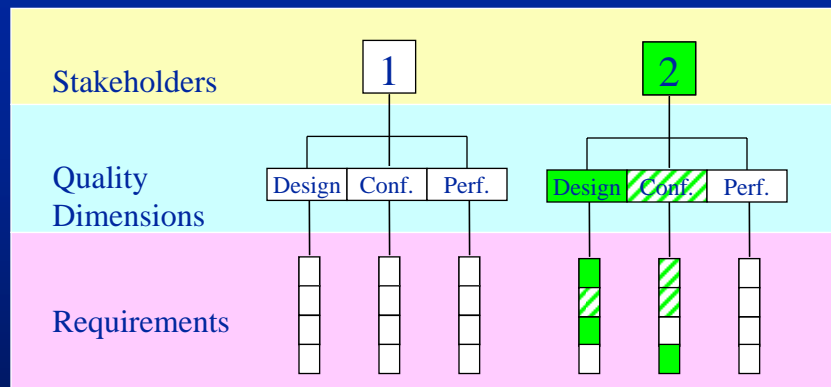 Stakeholders
1
2
Quality
Dimensions
Design Conf. Perf.
Design Conf. Perf.
Requirements